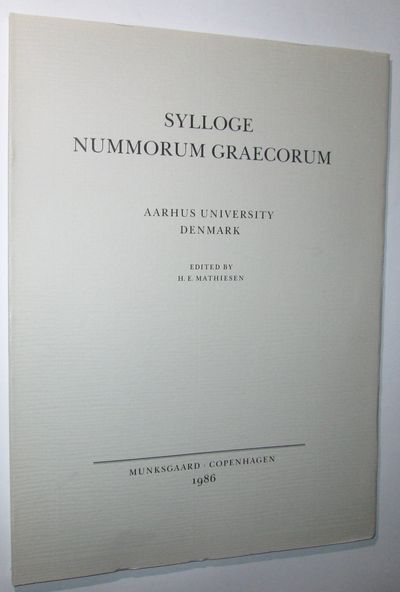 SYLLOGE
NUMMORUM GRAECORUM
AARHUS UNIVERSITY
DENMARK
EDITED BY
H. E. MATHIESEN
MUNKSGAARD · COPENHAGEN
1986